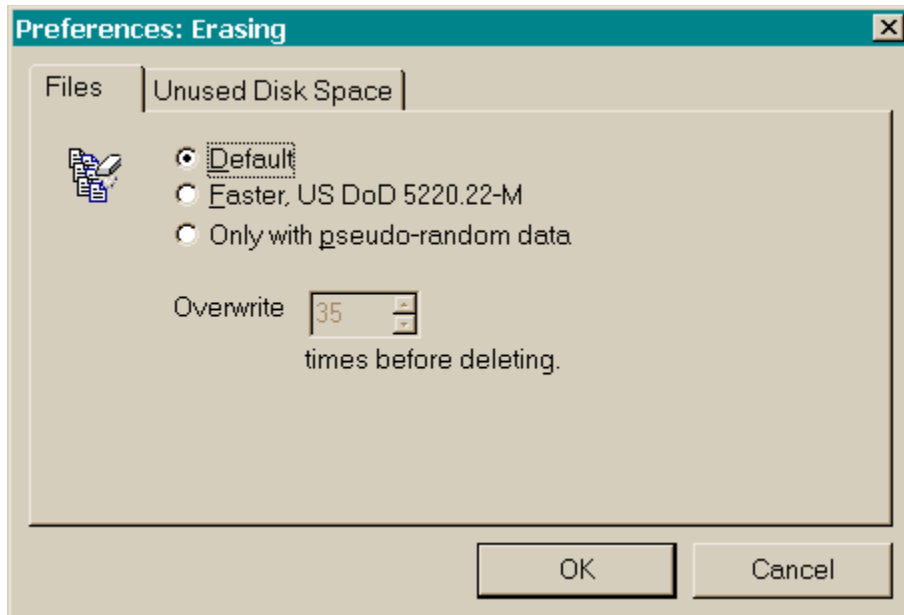 Preferences: Erasing
Files
Unused Disk Space
Default
Faster, US DoD 5220.22-M
Only with pseudo-random data
Overwrite 35
times before deleting.
OK
Cancel